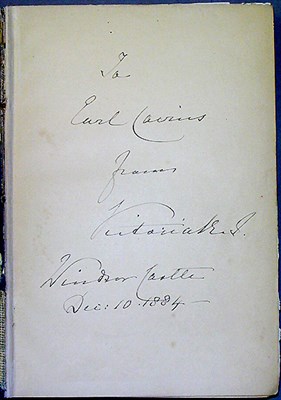 To
Earl Cairns
from
Victoria R. I.
Windsor Castle
Dec: 10. 1884 —